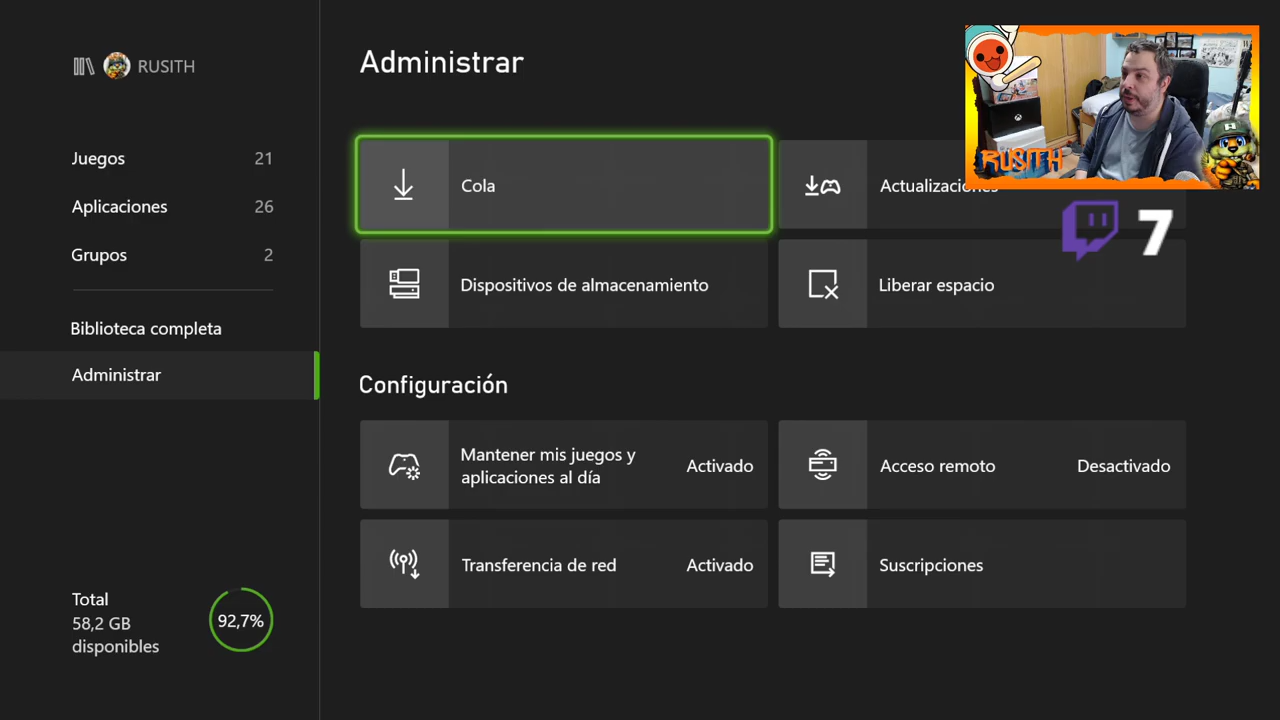 RUSITH
Juegos 21
Aplicaciones 26
Grupos 2
Biblioteca completa
Administrar
Total
58,2 GB
disponibles
92,7%
Administrar
Cola
Actualizaciones
Dispositivos de almacenamiento
Liberar espacio
Configuración
Mantener mis juegos y
aplicaciones al día
Activado
Acceso remoto
Desactivado
Transferencia de red
Activado
Suscripciones
RUSITH
7